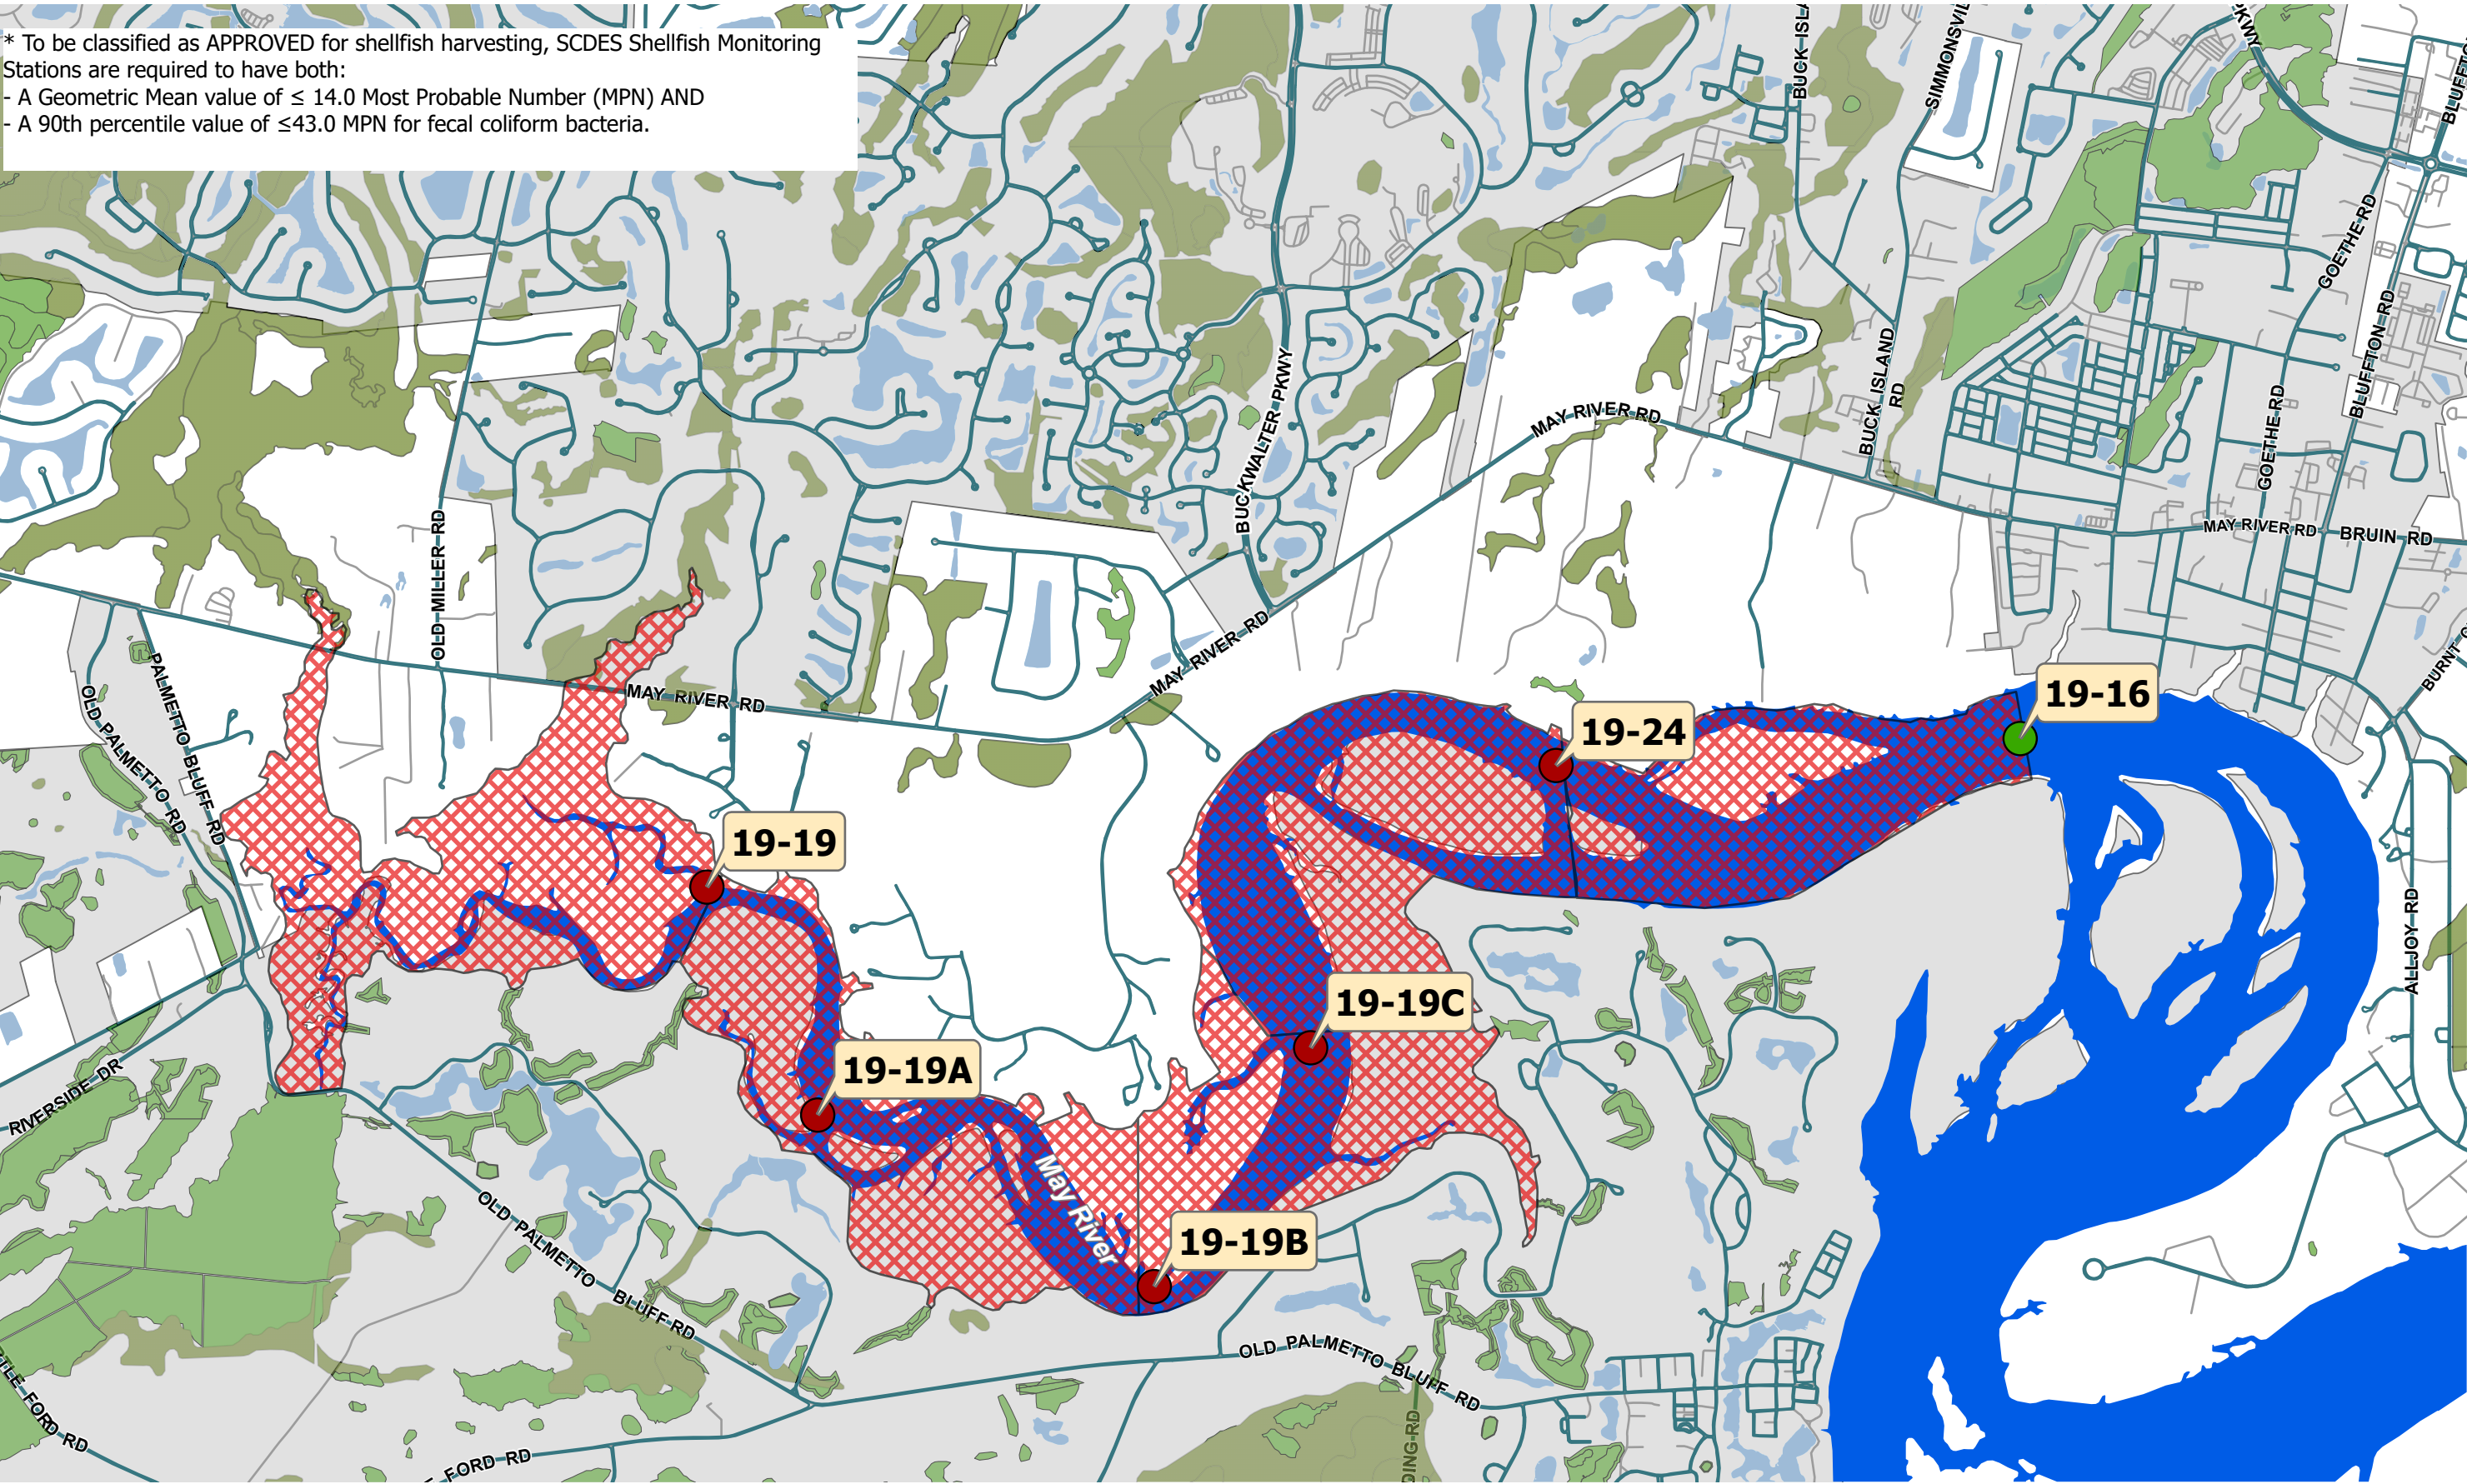 * To be classified as APPROVED for shellfish harvesting, SCDES Shellfish Monitoring
Stations are required to have both:
- A Geometric Mean value of ≤ 14.0 Most Probable Number (MPN) AND
- A 90th percentile value of ≤43.0 MPN for fecal coliform bacteria.
PKWY
GOETHE RD
BLUFFTON RD
BUCKWALTER PKWY
BUCK ISLAND
RD
MAY RIVER RD
GOETHE RD
MAY RIVER RD
BRUIN RD
OLD MILLER RD
PALMETTO BLUFF RD
OLD PALMETTO RD
MAY RIVER RD
MAY RIVER RD
19-16
19-24
19-19
ALLJOY RD
19-19C
19-19A
RIVERSIDE DR
May River
19-19B
OLD PALMETTO
BLUFF RD
OLD PALMETTO BLUFF RD
FORD RD
FORD RD